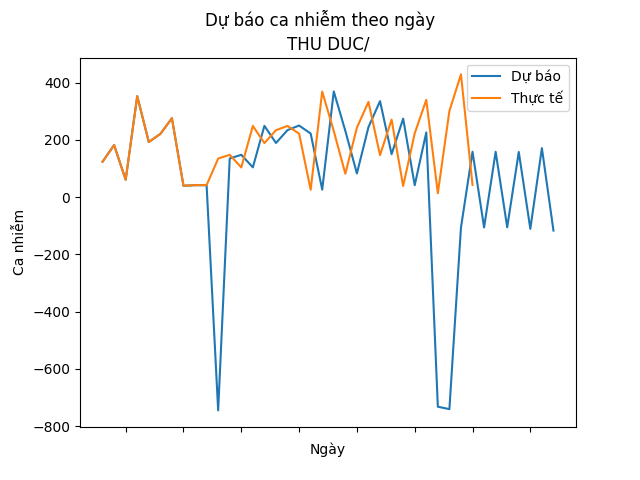 Dự báo ca nhiễm theo ngày
THU DUC/
Dự báo
Thực tế
400
200
0
−200
−400
−600
−800
Ca nhiễm
Ngày